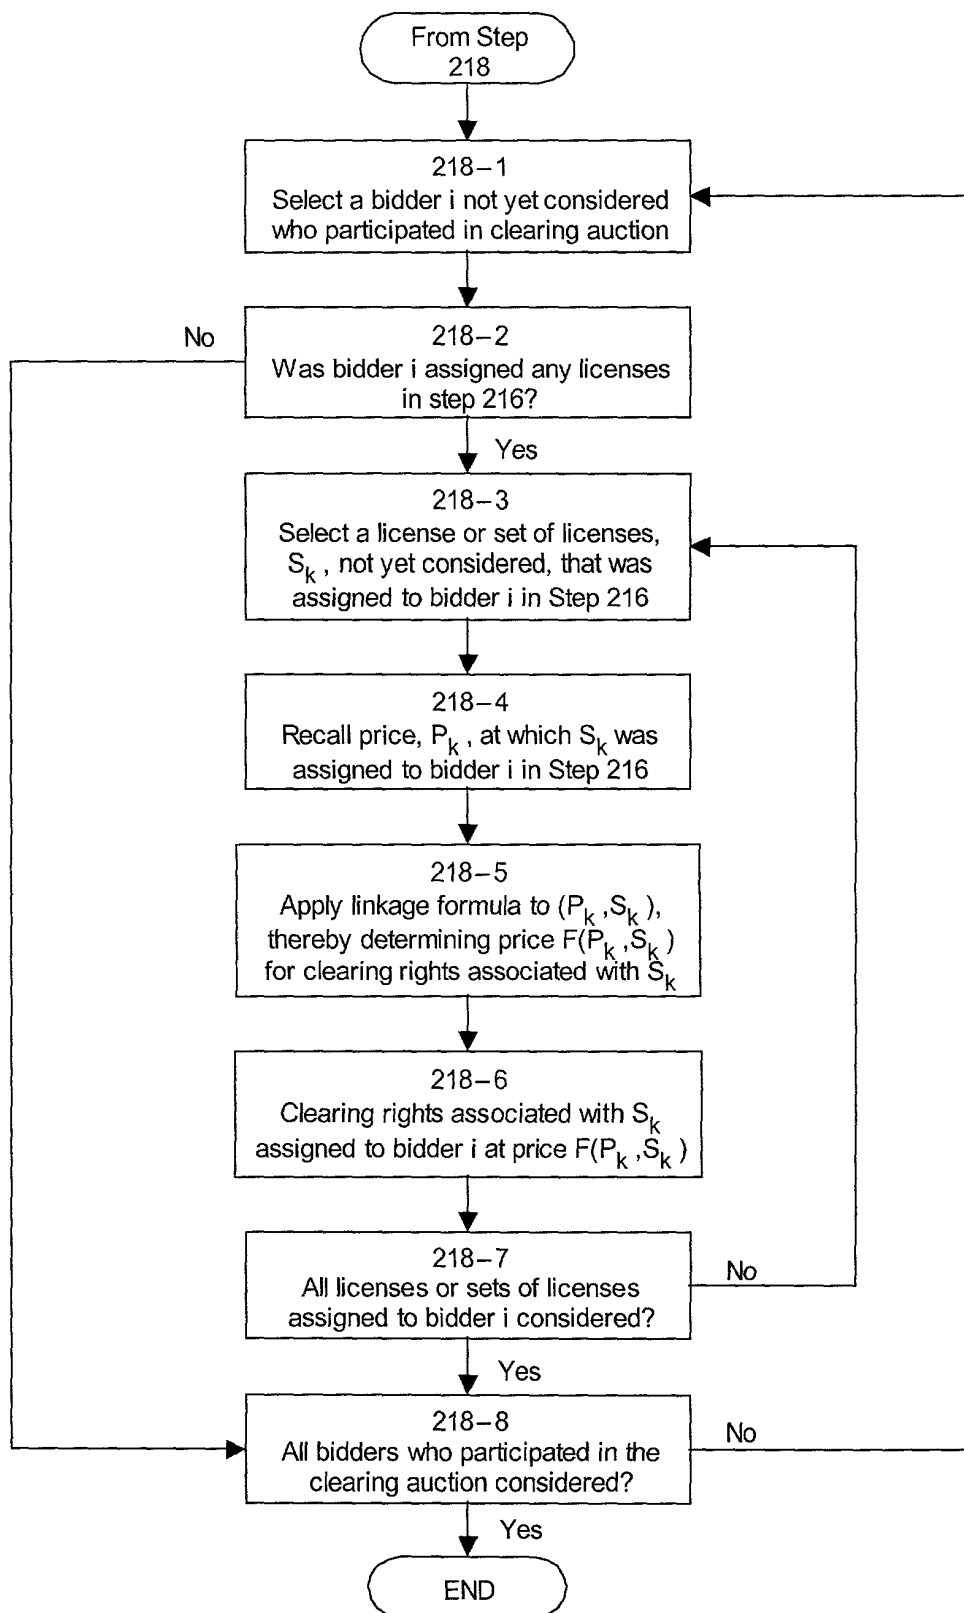 From Step
218
218–1
Select a bidder i not yet considered
who participated in clearing auction
No
218–2
Was bidder i assigned any licenses
in step 216?
Yes
218–3
Select a license or set of licenses,
Sk , not yet considered, that was
assigned to bidder i in Step 216
218–4
Recall price, Pk , at which Sk was
assigned to bidder i in Step 216
218–5
Apply linkage formula to (Pk ,Sk ),
thereby determining price F(Pk ,Sk )
for clearing rights associated with Sk
218–6
Clearing rights associated with Sk
assigned to bidder i at price F(Pk ,Sk )
218–7
All licenses or sets of licenses
assigned to bidder i considered?
No
Yes
218–8
All bidders who participated in the
clearing auction considered?
No
Yes
END